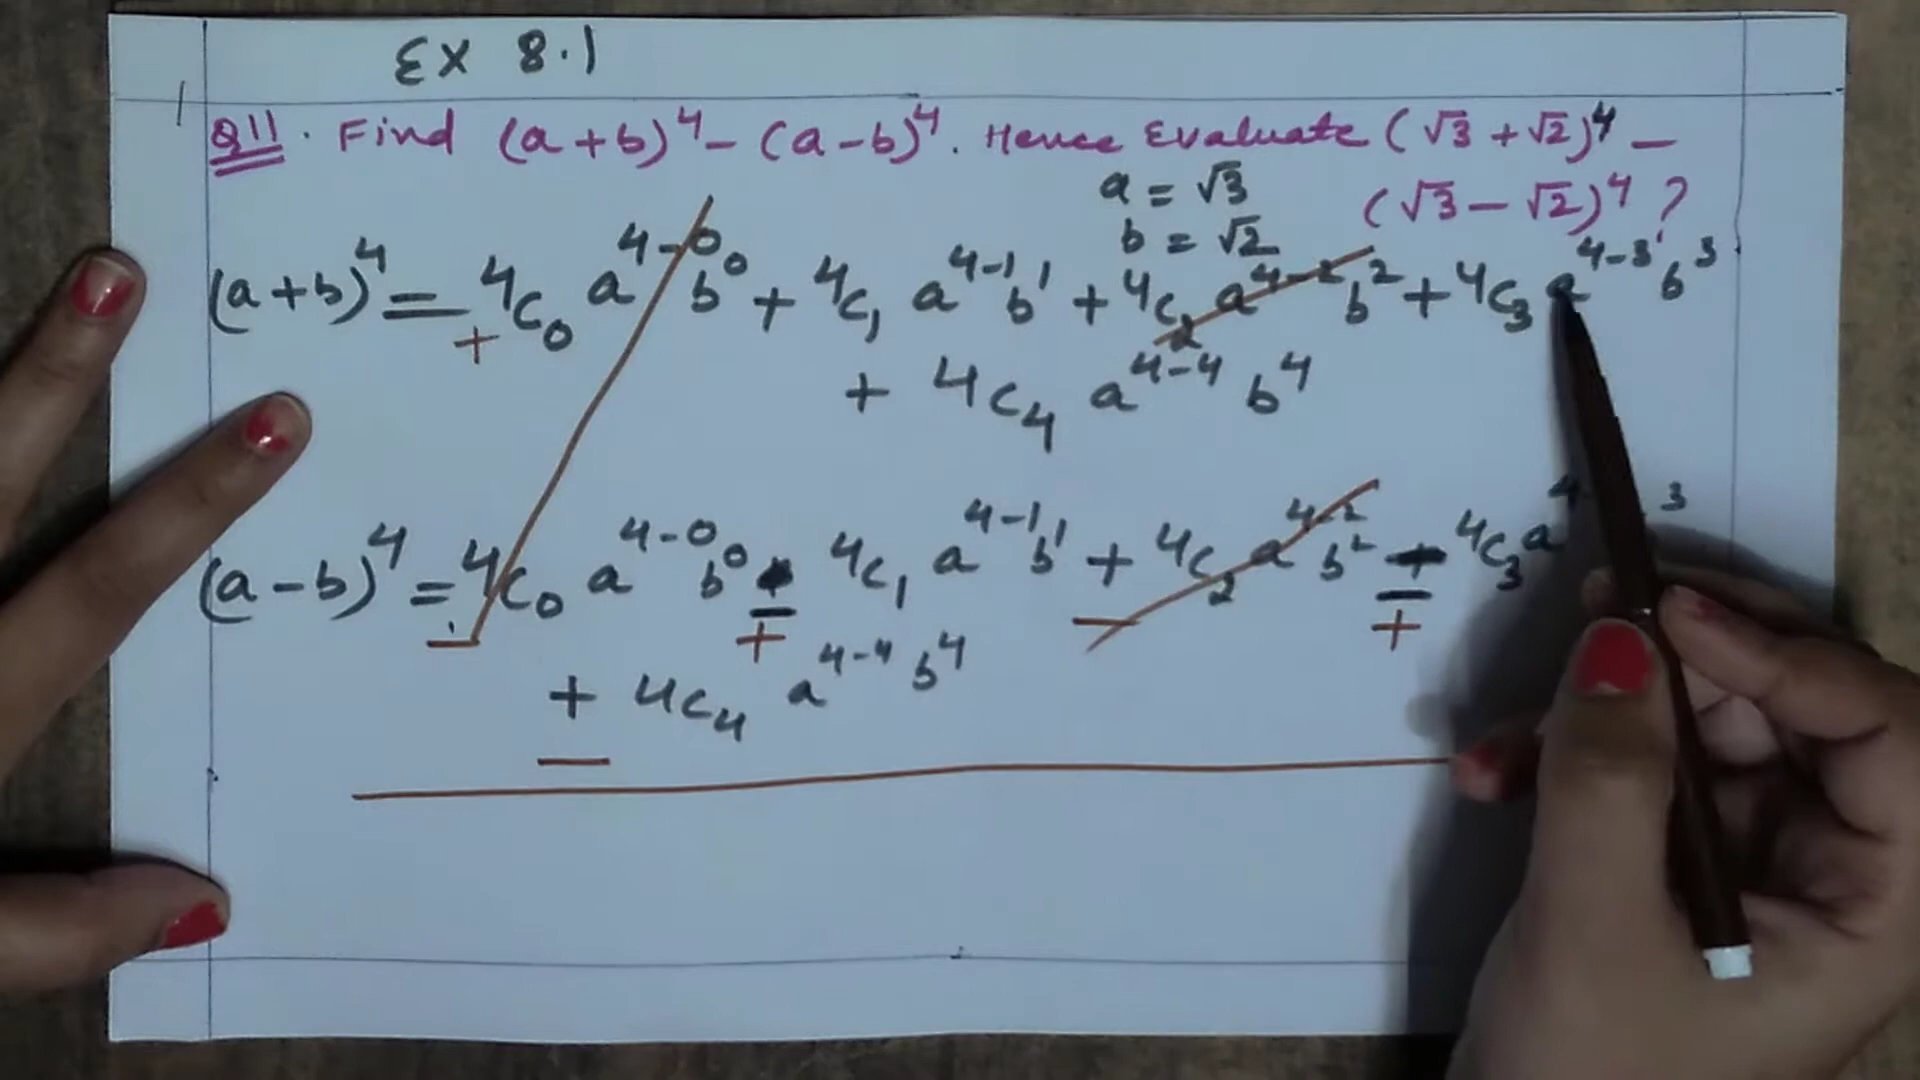 Ex 8.1
Q11. Find (a+b)⁴ - (a-b)⁴. Hence Evaluate (√3 + √2)⁴ -
(√3 - √2)⁴ ?
a = √3
b = √2
(a+b)⁴ = ⁴C₀ a⁴⁻⁰ b⁰ + ⁴C₁ a⁴⁻¹ b¹ + ⁴C₂ a⁴⁻² b² + ⁴C₃ a⁴⁻³ b³
+
+ ⁴C₄ a⁴⁻⁴ b⁴
(a-b)⁴ = ⁴C₀ a⁴⁻⁰ b⁰ - ⁴C₁ a⁴⁻¹ b¹ + ⁴C₂ a⁴⁻² b² - ⁴C₃ a⁴ ³
- + - +
+ ⁴C₄ a⁴⁻⁴ b⁴
-